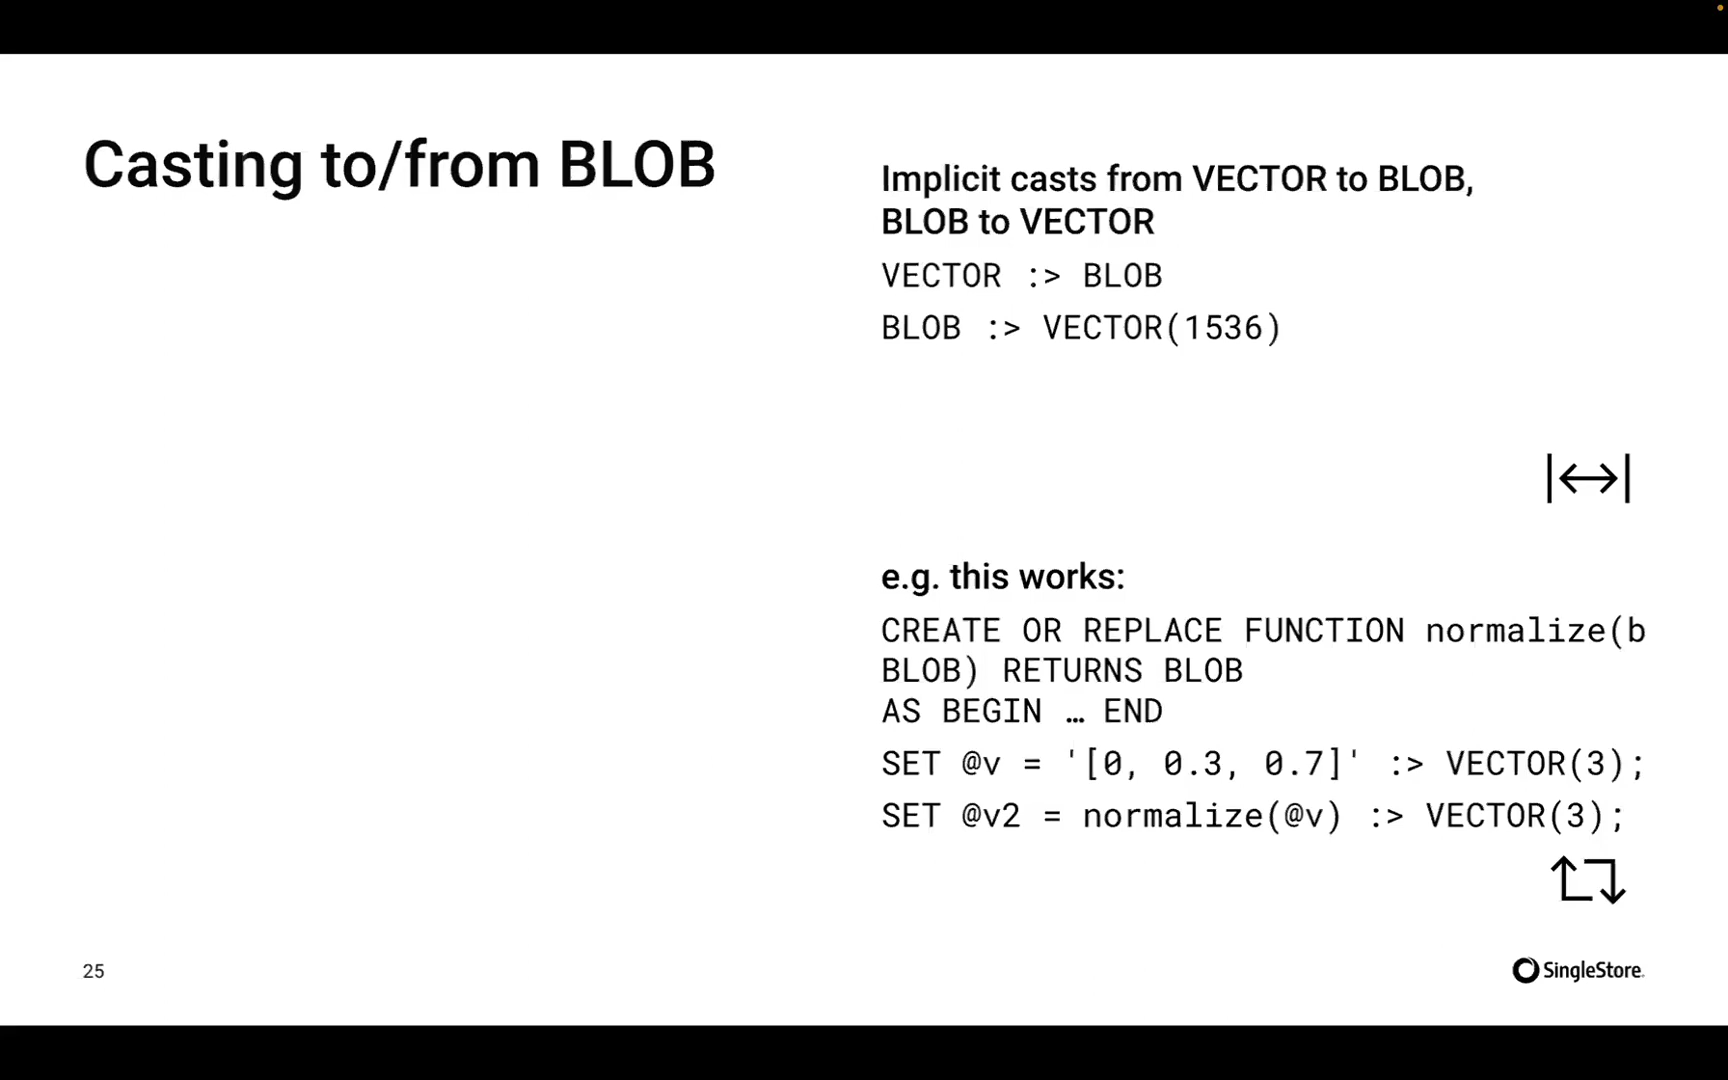 Casting to/from BLOB
Implicit casts from VECTOR to BLOB,
BLOB to VECTOR
VECTOR :> BLOB
BLOB :> VECTOR(1536)
e.g. this works:
CREATE OR REPLACE FUNCTION normalize(b
BLOB) RETURNS BLOB
AS BEGIN … END
SET @v = '[0, 0.3, 0.7]' :> VECTOR(3);
SET @v2 = normalize(@v) :> VECTOR(3);
25
SingleStore